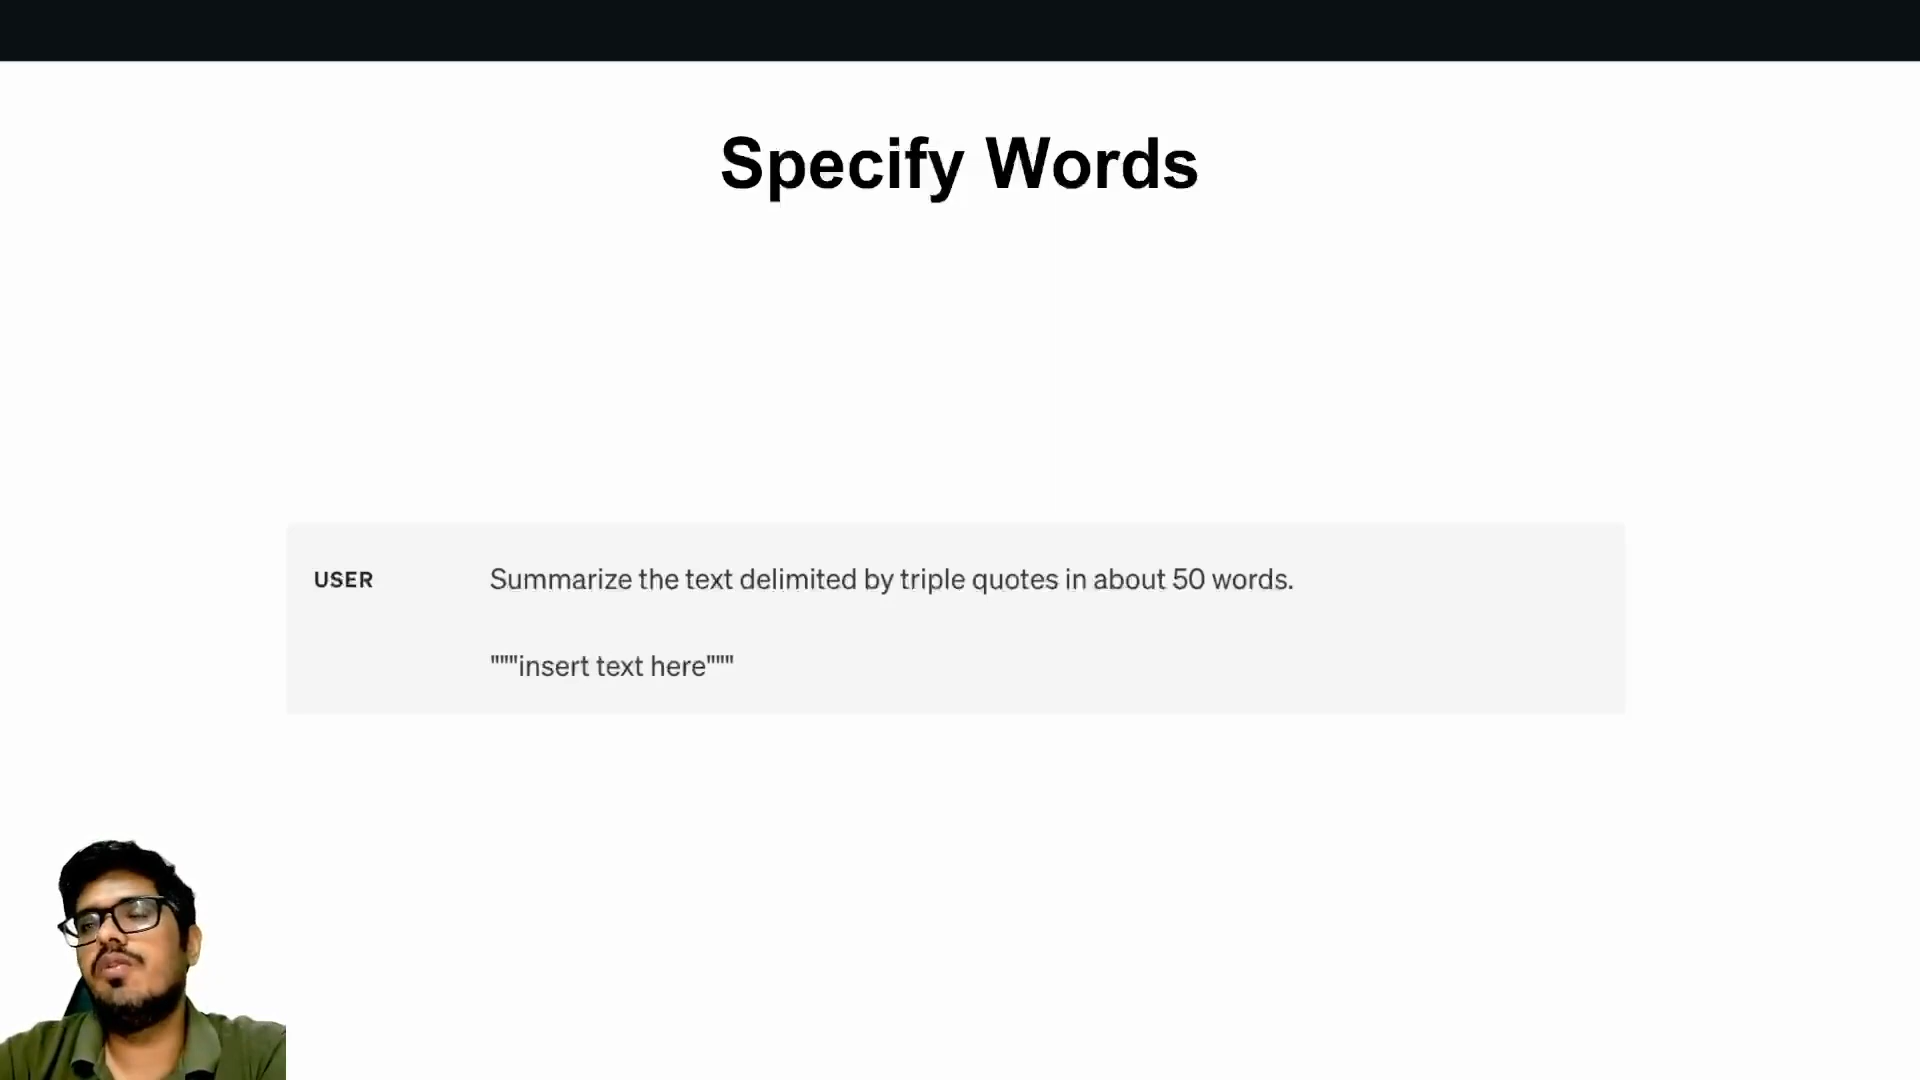 Specify Words
USER
Summarize the text delimited by triple quotes in about 50 words.
"""insert text here"""